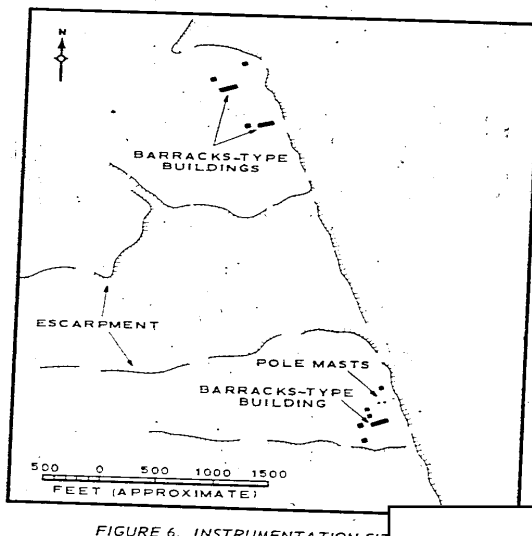 N
BARRACKS-TYPE
BUILDINGS
ESCARPMENT
POLE MASTS
BARRACKS-TYPE
BUILDING
500 0 500 1000 1500
FEET (APPROXIMATE)
FIGURE 6. INSTRUMENTATION